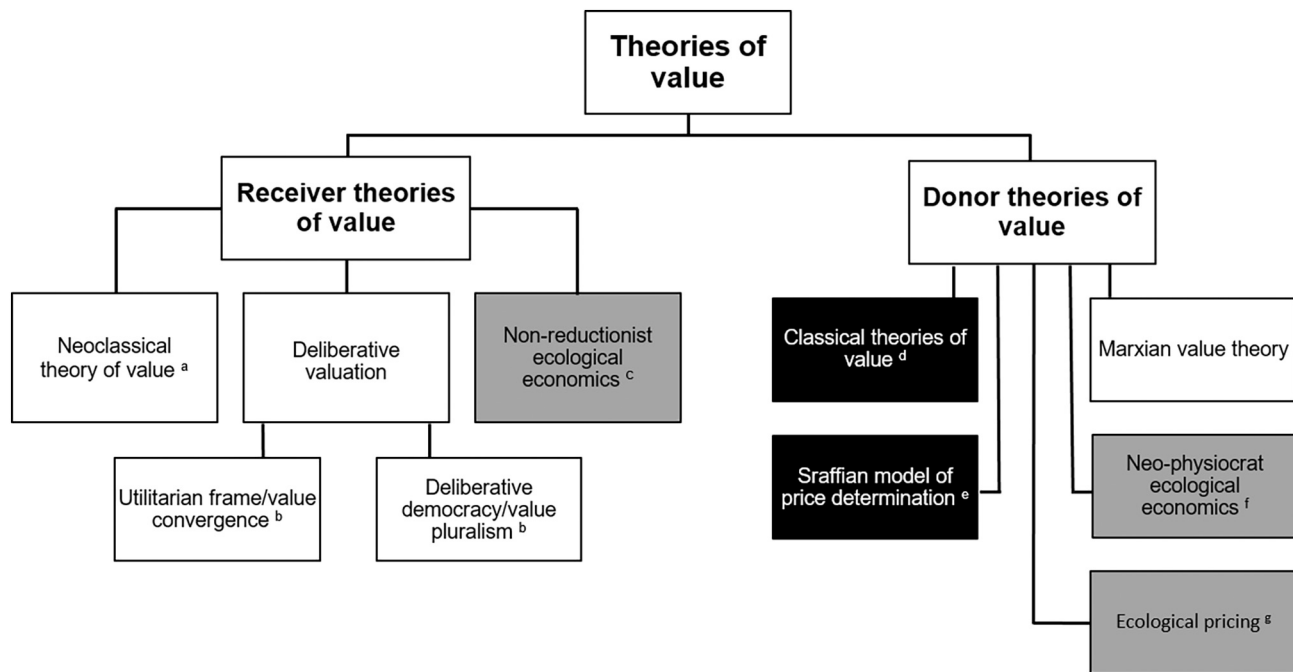 Theories of
value
Receiver theories
of value
Donor theories of
value
Neoclassical
theory of value ᵃ
Deliberative
valuation
Non-reductionist
ecological
economics ᶜ
Utilitarian frame/value
convergence ᵇ
Deliberative
democracy/value
pluralism ᵇ
Classical theories of
value ᵈ
Marxian value theory
Sraffian model of
price determination ᵉ
Neo-physiocrat
ecological
economics ᶠ
Ecological pricing ᵍ